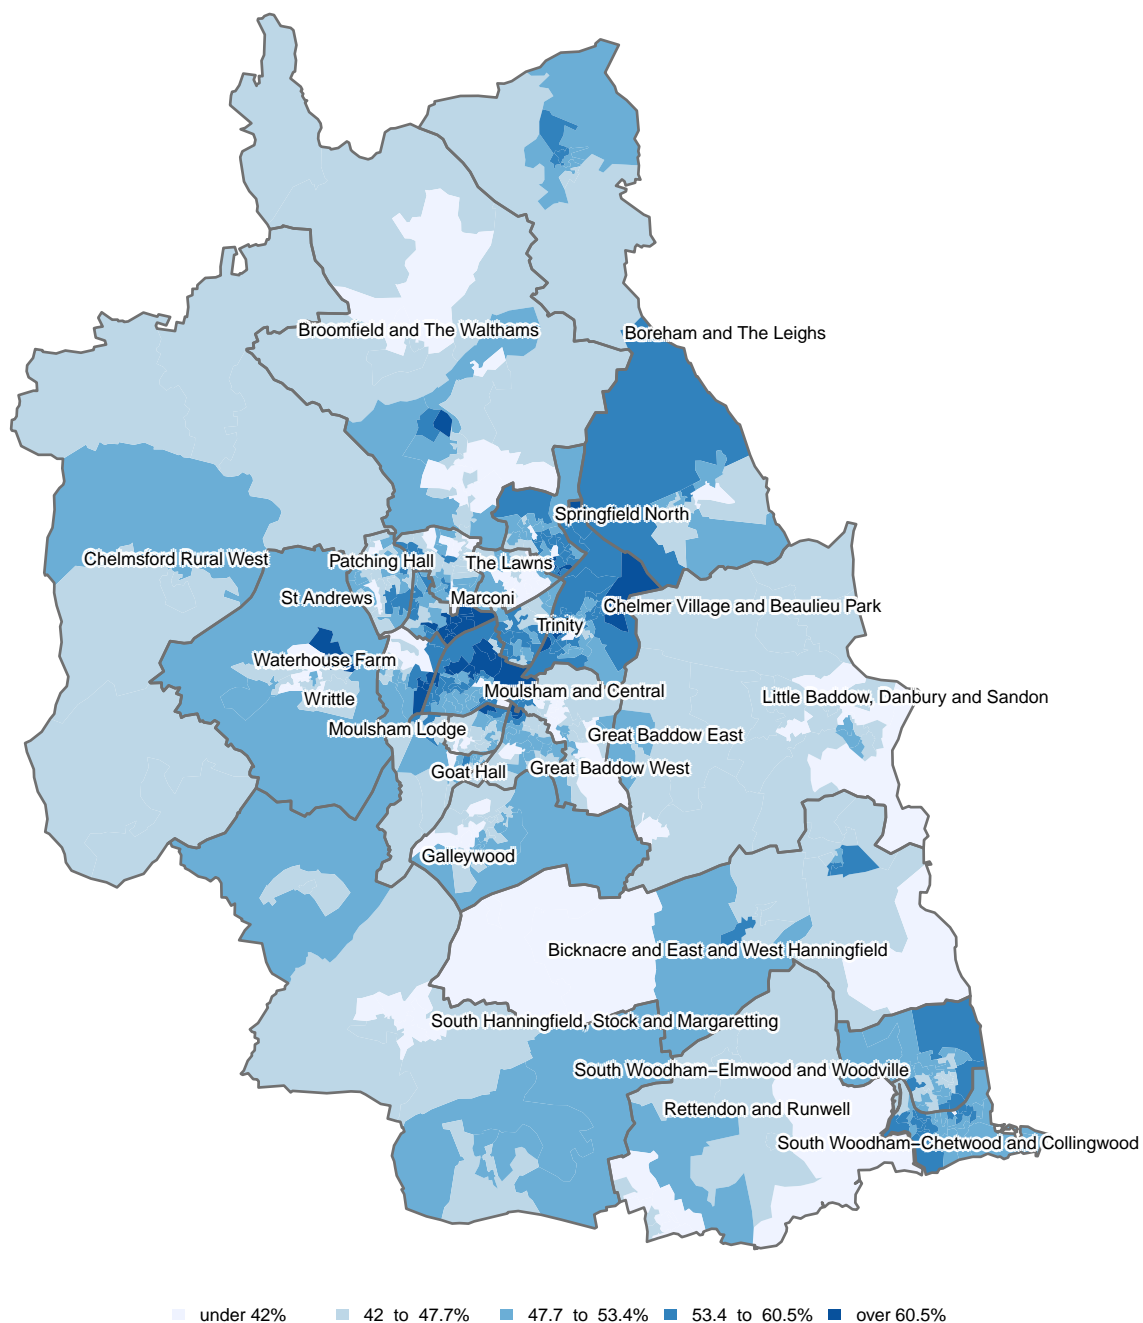 Broomfield and The Walthams
Boreham and The Leighs
Springfield North
Chelmsford Rural West
Patching Hall
The Lawns
St Andrews
Marconi
Chelmer Village and Beaulieu Park
Trinity
Waterhouse Farm
Moulsham and Central
Writtle
Little Baddow, Danbury and Sandon
Moulsham Lodge
Great Baddow East
Goat Hall
Great Baddow West
Galleywood
Bicknacre and East and West Hanningfield
South Hanningfield, Stock and Margaretting
South Woodham−Elmwood and Woodville
Rettendon and Runwell
South Woodham−Chetwood and Collingwood
under 42%
42 to 47.7%
47.7 to 53.4%
53.4 to 60.5%
over 60.5%